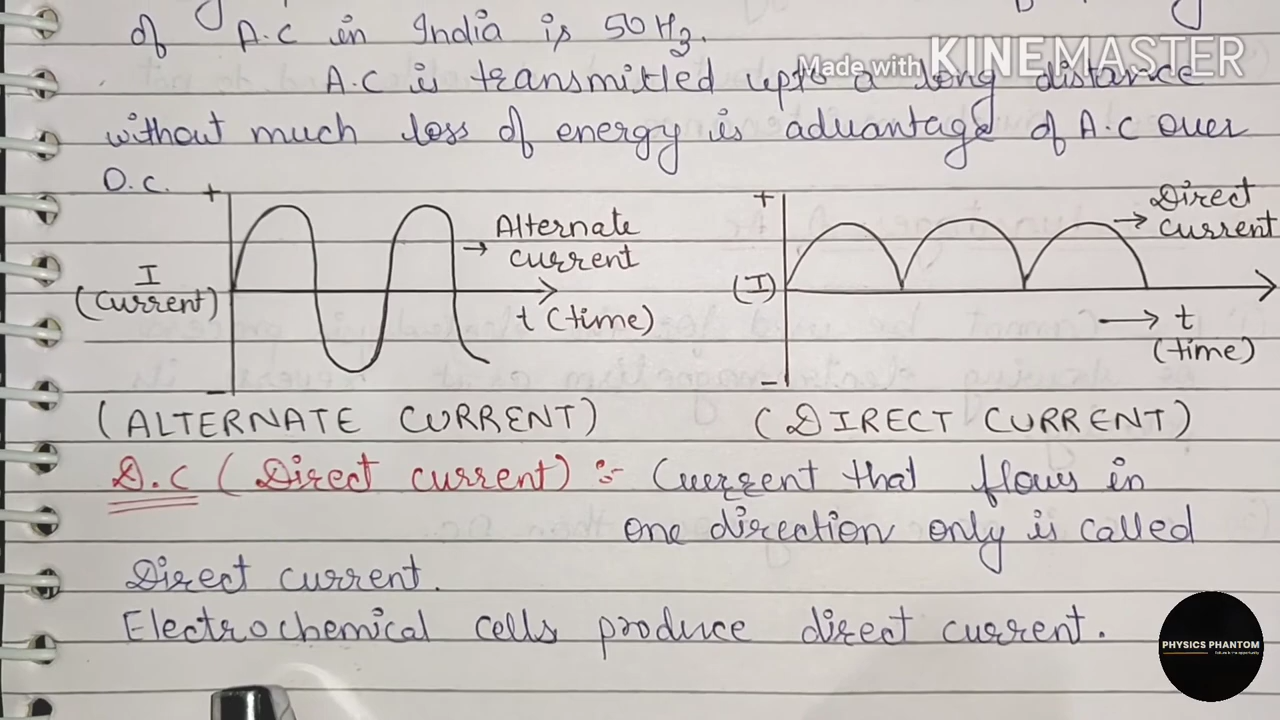 of A.C in India is 50 Hz.
Made with KINEMASTER
A.C is transmitted upto a long distance
without much loss of energy is advantage of A.C over
D.C.
+
Alternate
current
I
(current)
t (time)
-
(ALTERNATE CURRENT)
+
Direct
current
(I)
t
(time)
-
(DIRECT CURRENT)
D.C (Direct current) :- Current that flows in
one direction only is called
Direct current.
Electrochemical cells produce direct current.
PHYSICS PHANTOM